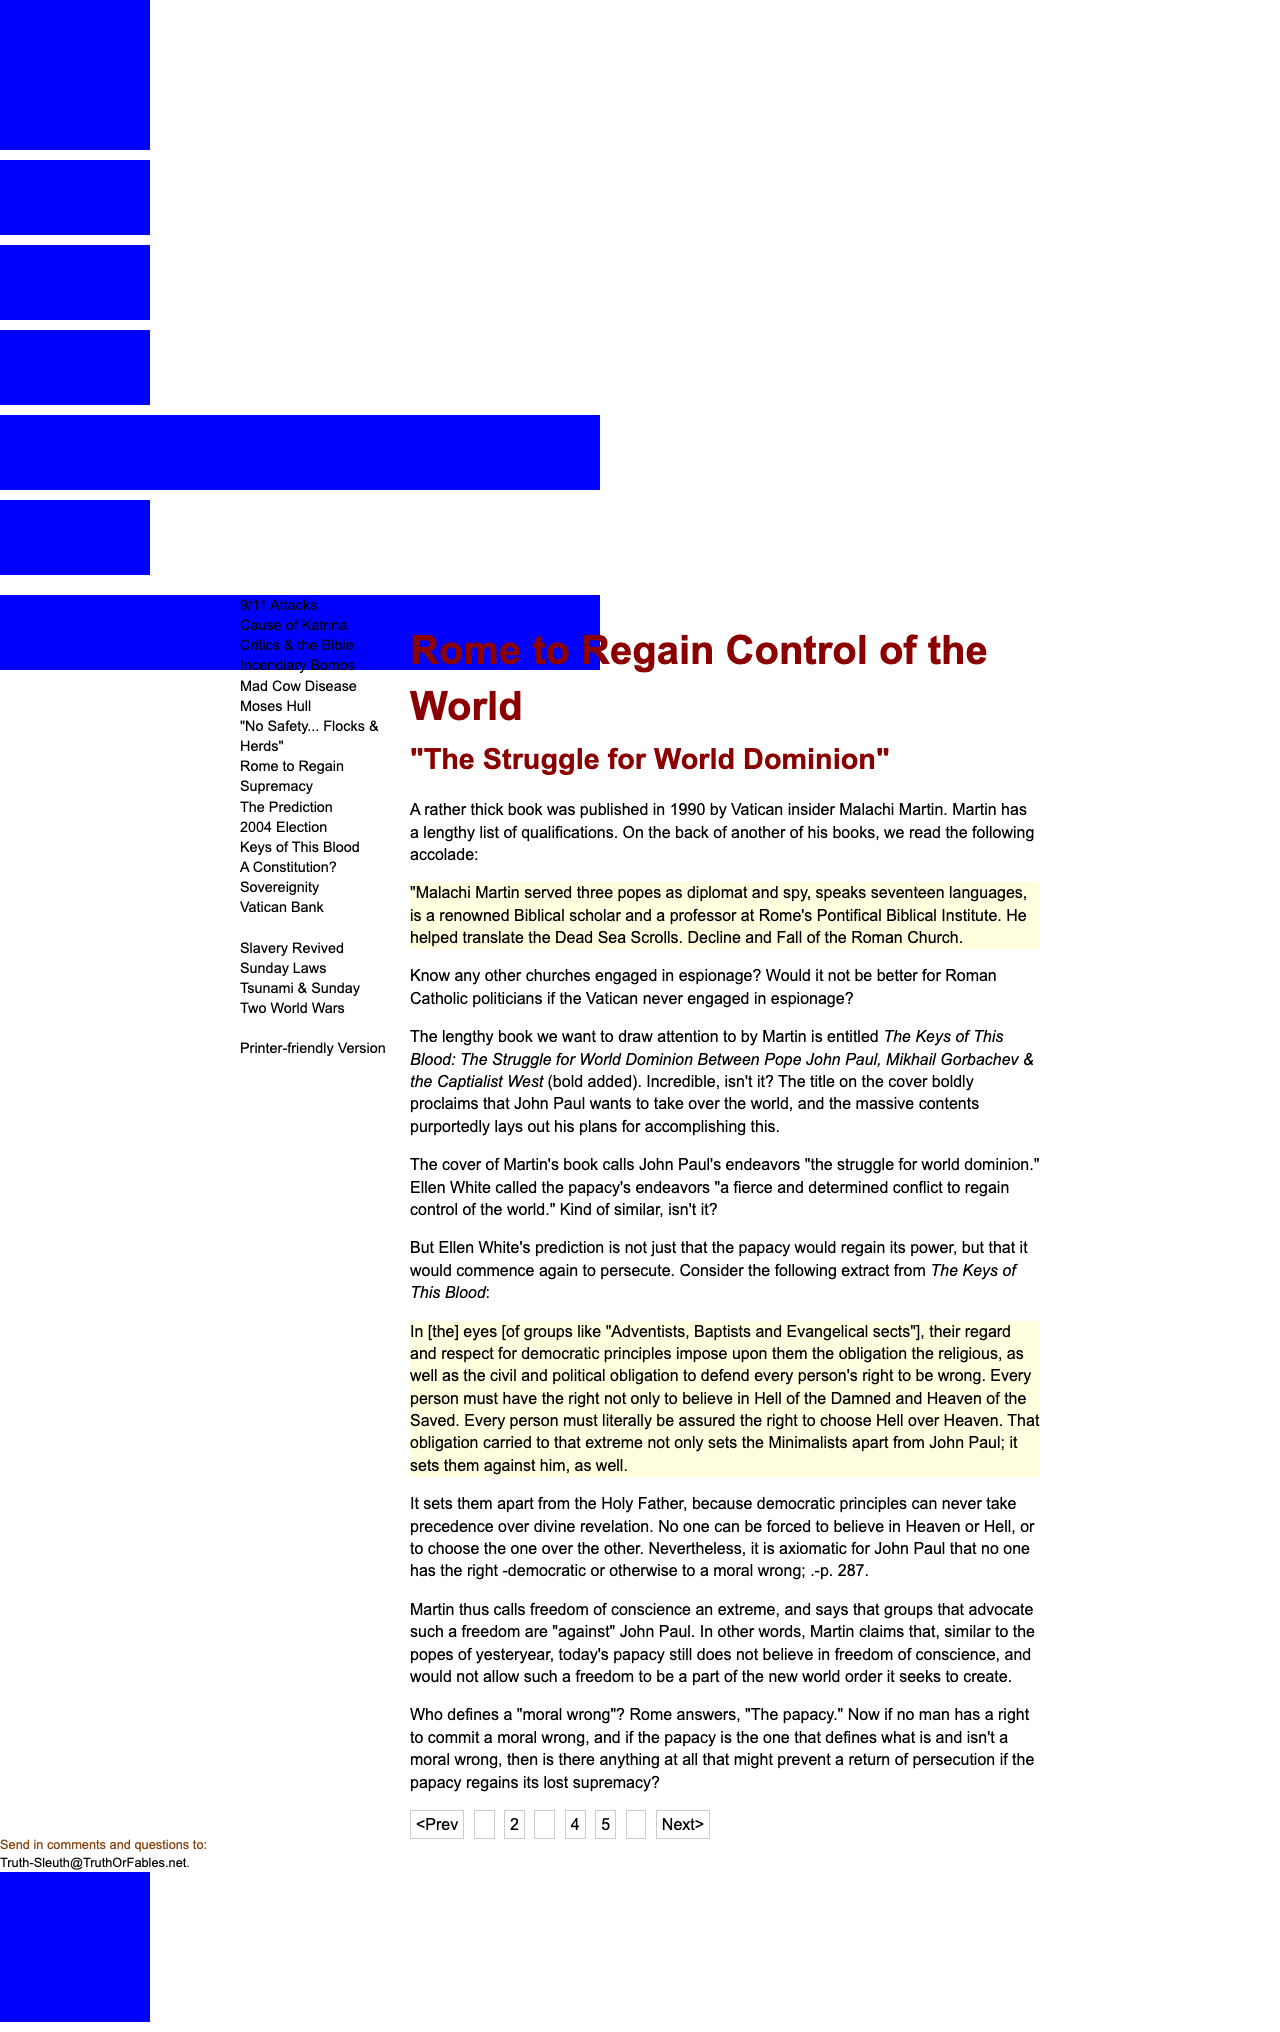 9/11 Attacks
Cause of Katrina
Critics & the Bible
Incendiary Bombs
Mad Cow Disease
Moses Hull
"No Safety... Flocks &
Herds"
Rome to Regain
Supremacy
The Prediction
2004 Election
Keys of This Blood
A Constitution?
Sovereignity
Vatican Bank
Slavery Revived
Sunday Laws
Tsunami & Sunday
Two World Wars
Printer-friendly Version
Rome to Regain Control of the
World
"The Struggle for World Dominion"
A rather thick book was published in 1990 by Vatican insider Malachi Martin. Martin has
a lengthy list of qualifications. On the back of another of his books, we read the following
accolade:
"Malachi Martin served three popes as diplomat and spy, speaks seventeen languages,
is a renowned Biblical scholar and a professor at Rome's Pontifical Biblical Institute. He
helped translate the Dead Sea Scrolls. Decline and Fall of the Roman Church.
Know any other churches engaged in espionage? Would it not be better for Roman
Catholic politicians if the Vatican never engaged in espionage?
The lengthy book we want to draw attention to by Martin is entitled The Keys of This
Blood: The Struggle for World Dominion Between Pope John Paul, Mikhail Gorbachev &
the Captialist West (bold added). Incredible, isn't it? The title on the cover boldly
proclaims that John Paul wants to take over the world, and the massive contents
purportedly lays out his plans for accomplishing this.
The cover of Martin's book calls John Paul's endeavors "the struggle for world dominion."
Ellen White called the papacy's endeavors "a fierce and determined conflict to regain
control of the world." Kind of similar, isn't it?
But Ellen White's prediction is not just that the papacy would regain its power, but that it
would commence again to persecute. Consider the following extract from The Keys of
This Blood:
In [the] eyes [of groups like "Adventists, Baptists and Evangelical sects"], their regard
and respect for democratic principles impose upon them the obligation the religious, as
well as the civil and political obligation to defend every person's right to be wrong. Every
person must have the right not only to believe in Hell of the Damned and Heaven of the
Saved. Every person must literally be assured the right to choose Hell over Heaven. That
obligation carried to that extreme not only sets the Minimalists apart from John Paul; it
sets them against him, as well.
It sets them apart from the Holy Father, because democratic principles can never take
precedence over divine revelation. No one can be forced to believe in Heaven or Hell, or
to choose the one over the other. Nevertheless, it is axiomatic for John Paul that no one
has the right -democratic or otherwise to a moral wrong; .-p. 287.
Martin thus calls freedom of conscience an extreme, and says that groups that advocate
such a freedom are "against" John Paul. In other words, Martin claims that, similar to the
popes of yesteryear, today's papacy still does not believe in freedom of conscience, and
would not allow such a freedom to be a part of the new world order it seeks to create.
Who defines a "moral wrong"? Rome answers, "The papacy." Now if no man has a right
to commit a moral wrong, and if the papacy is the one that defines what is and isn't a
moral wrong, then is there anything at all that might prevent a return of persecution if the
papacy regains its lost supremacy?
<Prev 2 4 5 Next>
Send in comments and questions to:
Truth-Sleuth@TruthOrFables.net.